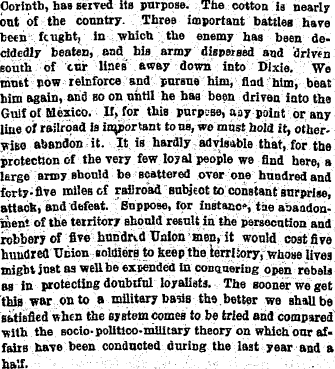 Corinth, has served its purpose. The cotton is nearly
out of the country. Three important battles have
been fcught, in which the enemy has been de-
cidedly beaten, and his army dispersed and driven
south of cur lines away down into Dixie. We
must now reinforce and pursue him, find him, beat
him again, and so on until he has been driven into the
Gulf of Mexico. If, for this purpose, any point or any
line of railroad is important to us, we must hold it, other-
wise abandon it. It is hardly advisable that, for the
protection of the very few loyal people we find here, a
large army should be scattered over one hundred and
forty-five miles of railroad subject to constant surprise,
attack, and defeat. Suppose, for instance, the abandon-
ment of the territory should result in the persecution and
robbery of five hundred Union men, it would cost five
hundred Union soldiers to keep the territory, whose lives
might just as well be expended in conquering open rebels
as in protecting doubtful loyalists. The sooner we get
this war on to a military basis the better we shall be
satisfied when the system comes to be tried and compared
with the socio-politico-military theory on which our af-
fairs have been conducted during the last year and a
half.